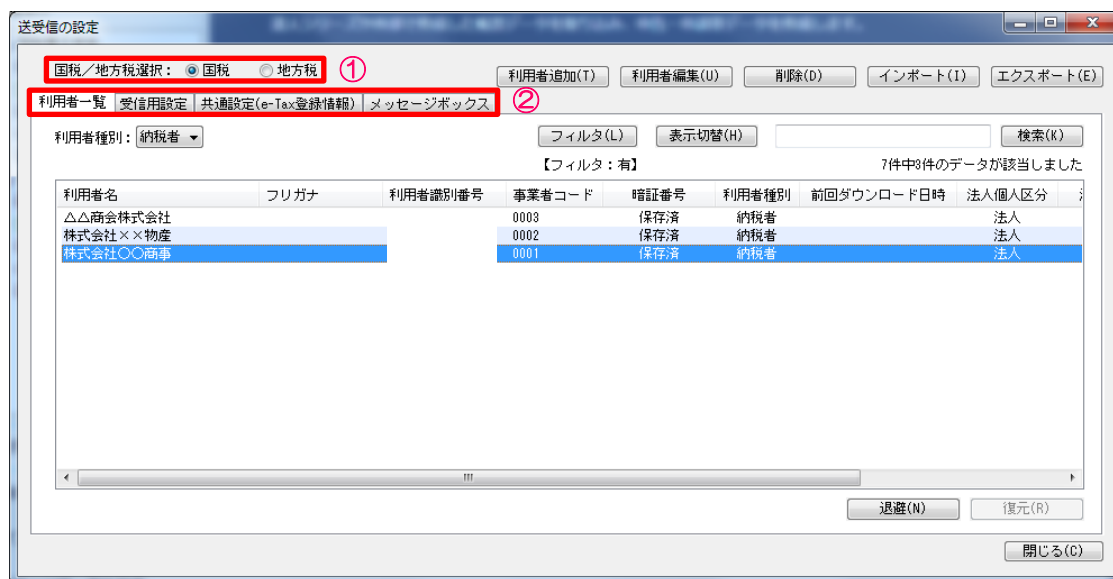 送受信の設定
国税／地方税選択： 国税 地方税 ①
利用者追加(T) 利用者編集(U) 削除(D) インポート(I) エクスポート(E)
利用者一覧 受信用設定 共通設定(e-Tax登録情報) メッセージボックス ②
利用者種別： 納税者 フィルタ(L) 表示切替(H) 検索(K)
【フィルタ：有】 7件中3件のデータが該当しました
利用者名 フリガナ 利用者識別番号 事業者コード 暗証番号 利用者種別 前回ダウンロード日時 法人個人区分
△△商会株式会社 0003 保存済 納税者 法人
株式会社××物産 0002 保存済 納税者 法人
株式会社〇〇商事 0001 保存済 納税者 法人
退避(N) 復元(R)
閉じる(C)